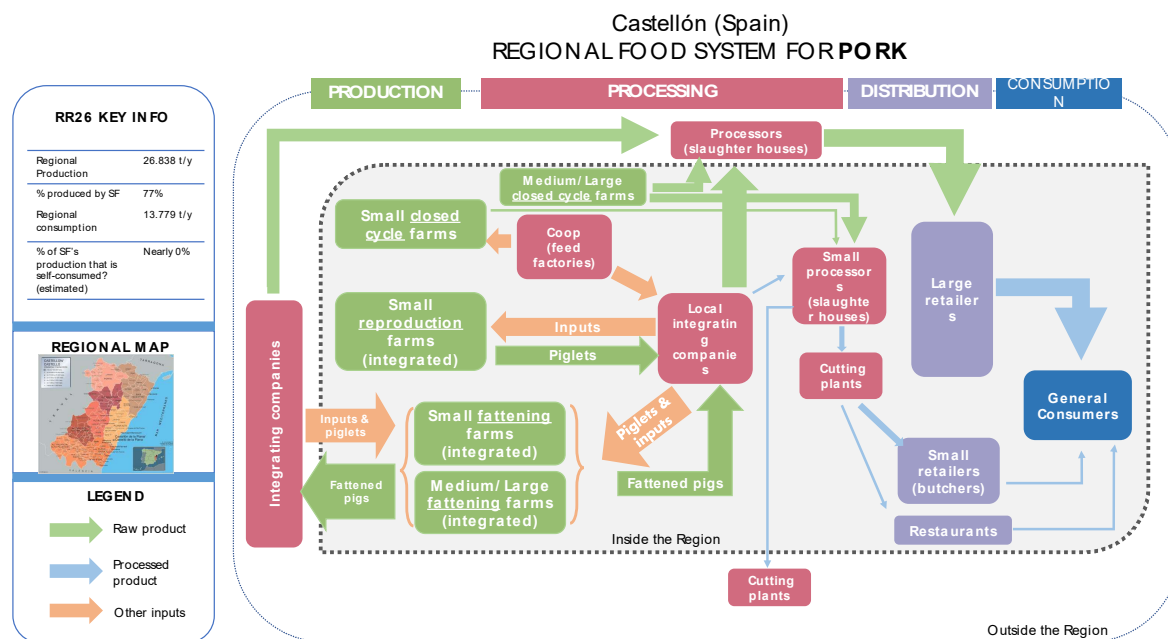 Castellón (Spain)
REGIONAL FOOD SYSTEM FOR PORK
PRODUCTION
PROCESSING
DISTRIBUTION
CONSUMPTIO
N
RR26 KEY INFO
Regional
Production
26.838 t/y
% produced by SF
77%
Regional
consumption
13.779 t/y
% of SF's
production that is
self-consumed?
(estimated)
Nearly 0%
REGIONAL MAP
LEGEND
Raw product
Processed
product
Other inputs
Integrating companies
Processors
(slaughter houses)
Medium/ Large
closed cycle farms
Small closed
cycle farms
Coop
(feed
factories)
Small
reproduction
farms
(integrated)
Inputs
Piglets
Local
integratin
g
companie
s
Small
processor
s
(slaughte
r houses)
Large
retailer
s
Cutting
plants
General
Consumers
Inputs &
piglets
Fattened
pigs
Small fattening
farms
(integrated)
Medium/ Large
fattening farms
(integrated)
Piglets &
inputs
Fattened pigs
Small
retailers
(butchers)
Restaurants
Inside the Region
Cutting
plants
Outside the Region